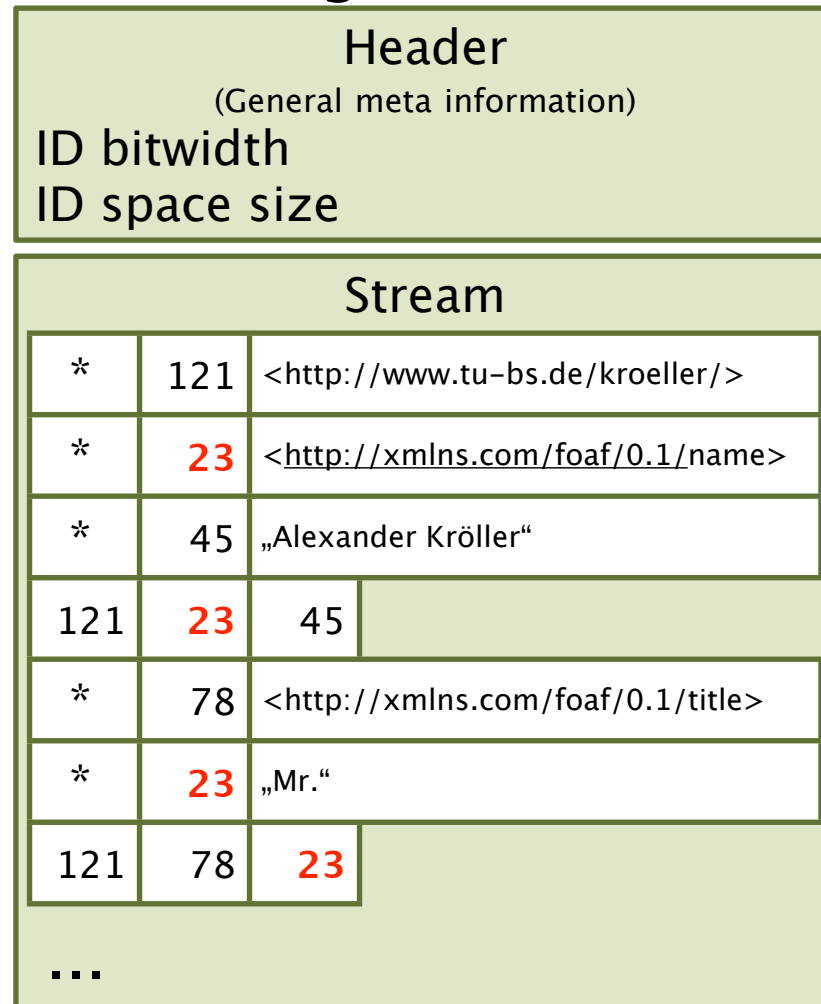 Header
(General meta information)
ID bitwidth
ID space size
Stream
* 121 <http://www.tu-bs.de/kroeller/>
* 23 <http://xmlns.com/foaf/0.1/name>
* 45 „Alexander Kröller“
121 23 45
* 78 <http://xmlns.com/foaf/0.1/title>
* 23 „Mr.“
121 78 23
...